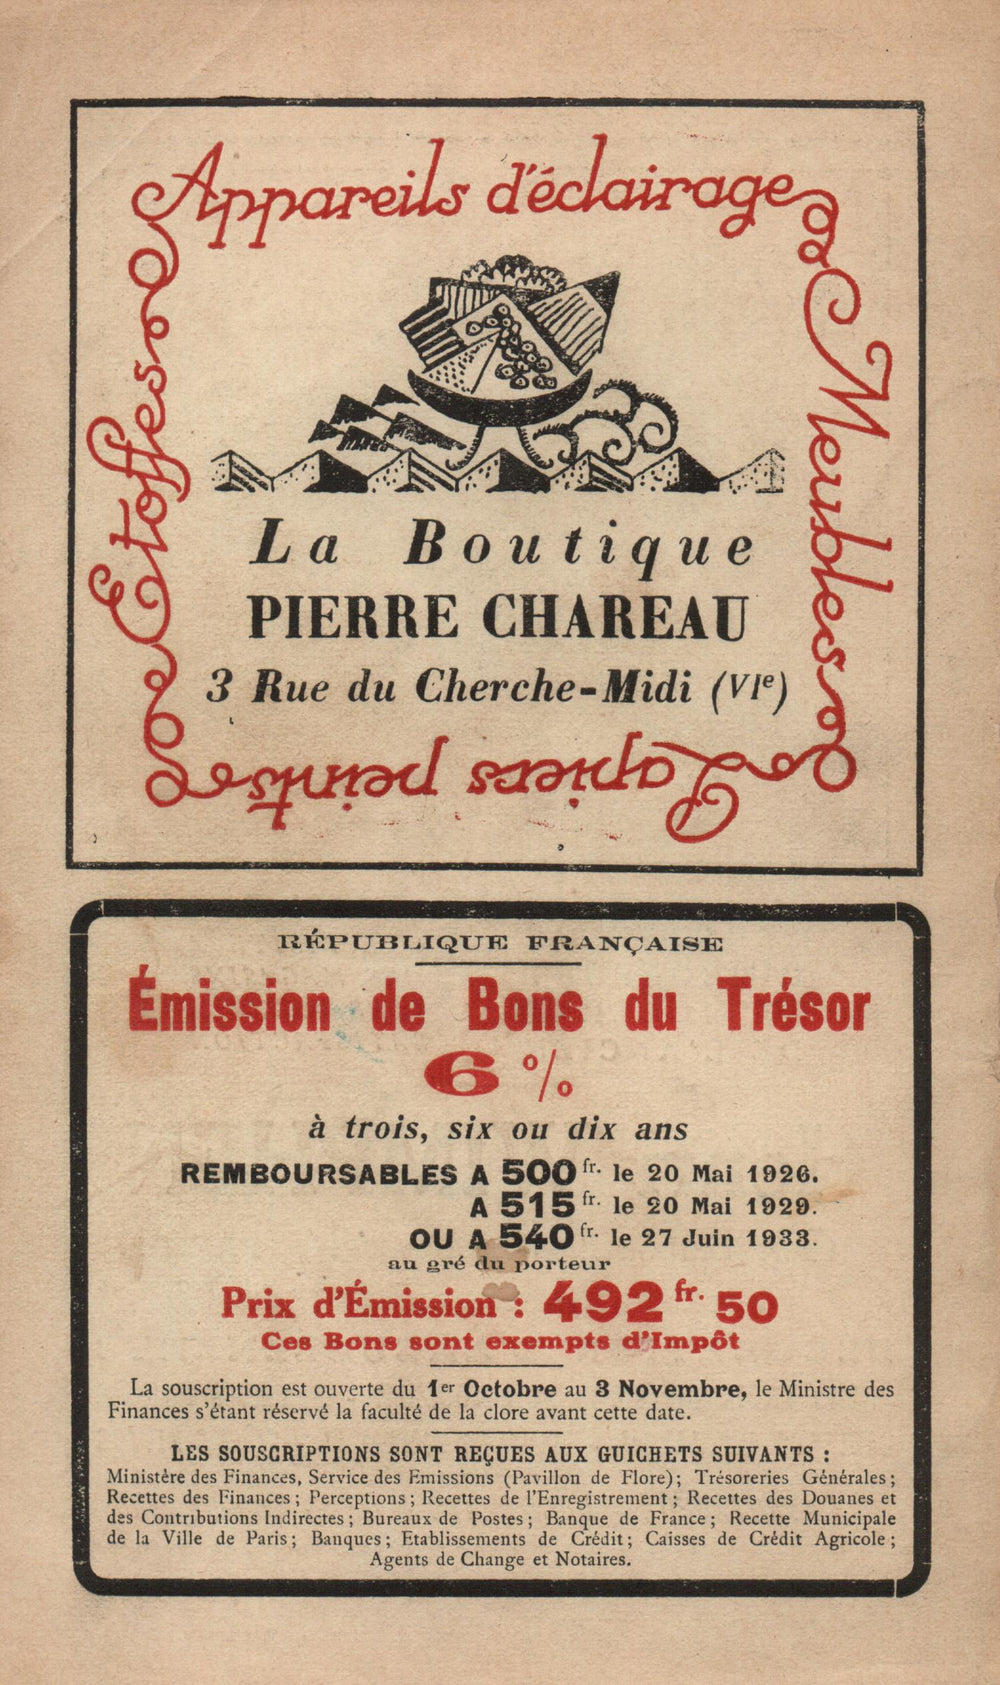 Appareils d'éclairage
Meubles
Papiers peints
Etoffes
La Boutique
PIERRE CHAREAU
3 Rue du Cherche-Midi (VIe)
RÉPUBLIQUE FRANÇAISE
Émission de Bons du Trésor
6 %
à trois, six ou dix ans
REMBOURSABLES A 500 fr. le 20 Mai 1926.
A 515 fr. le 20 Mai 1929.
OU A 540 fr. le 27 Juin 1933.
au gré du porteur
Prix d'Émission : 492 fr. 50
Ces Bons sont exempts d'Impôt
La souscription est ouverte du 1er Octobre au 3 Novembre, le Ministre des
Finances s'étant réservé la faculté de la clore avant cette date.
LES SOUSCRIPTIONS SONT REÇUES AUX GUICHETS SUIVANTS :
Ministère des Finances, Service des Emissions (Pavillon de Flore) ; Trésoreries Générales ;
Recettes des Finances ; Perceptions ; Recettes de l'Enregistrement ; Recettes des Douanes et
des Contributions Indirectes ; Bureaux de Postes ; Banque de France ; Recette Municipale
de la Ville de Paris ; Banques ; Etablissements de Crédit ; Caisses de Crédit Agricole ;
Agents de Change et Notaires.